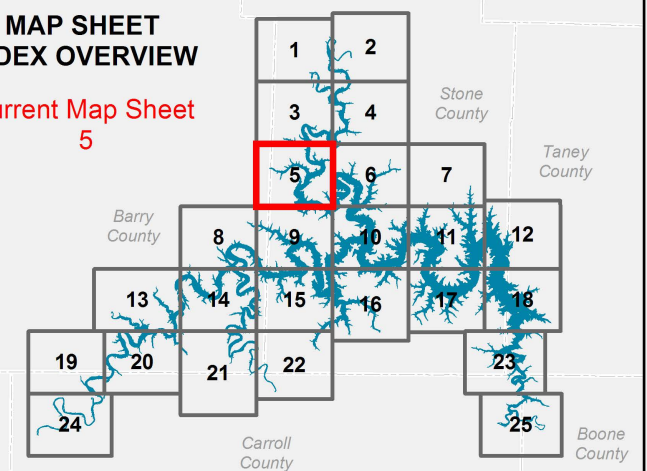 MAP SHEET
DEX OVERVIEW
urrent Map Sheet
5
1
2
3
4
Stone
County
5
6
7
Taney
County
Barry
County
8
9
10
11
12
13
14
15
16
17
18
19
20
21
22
23
24
25
Carroll
County
Boone
County